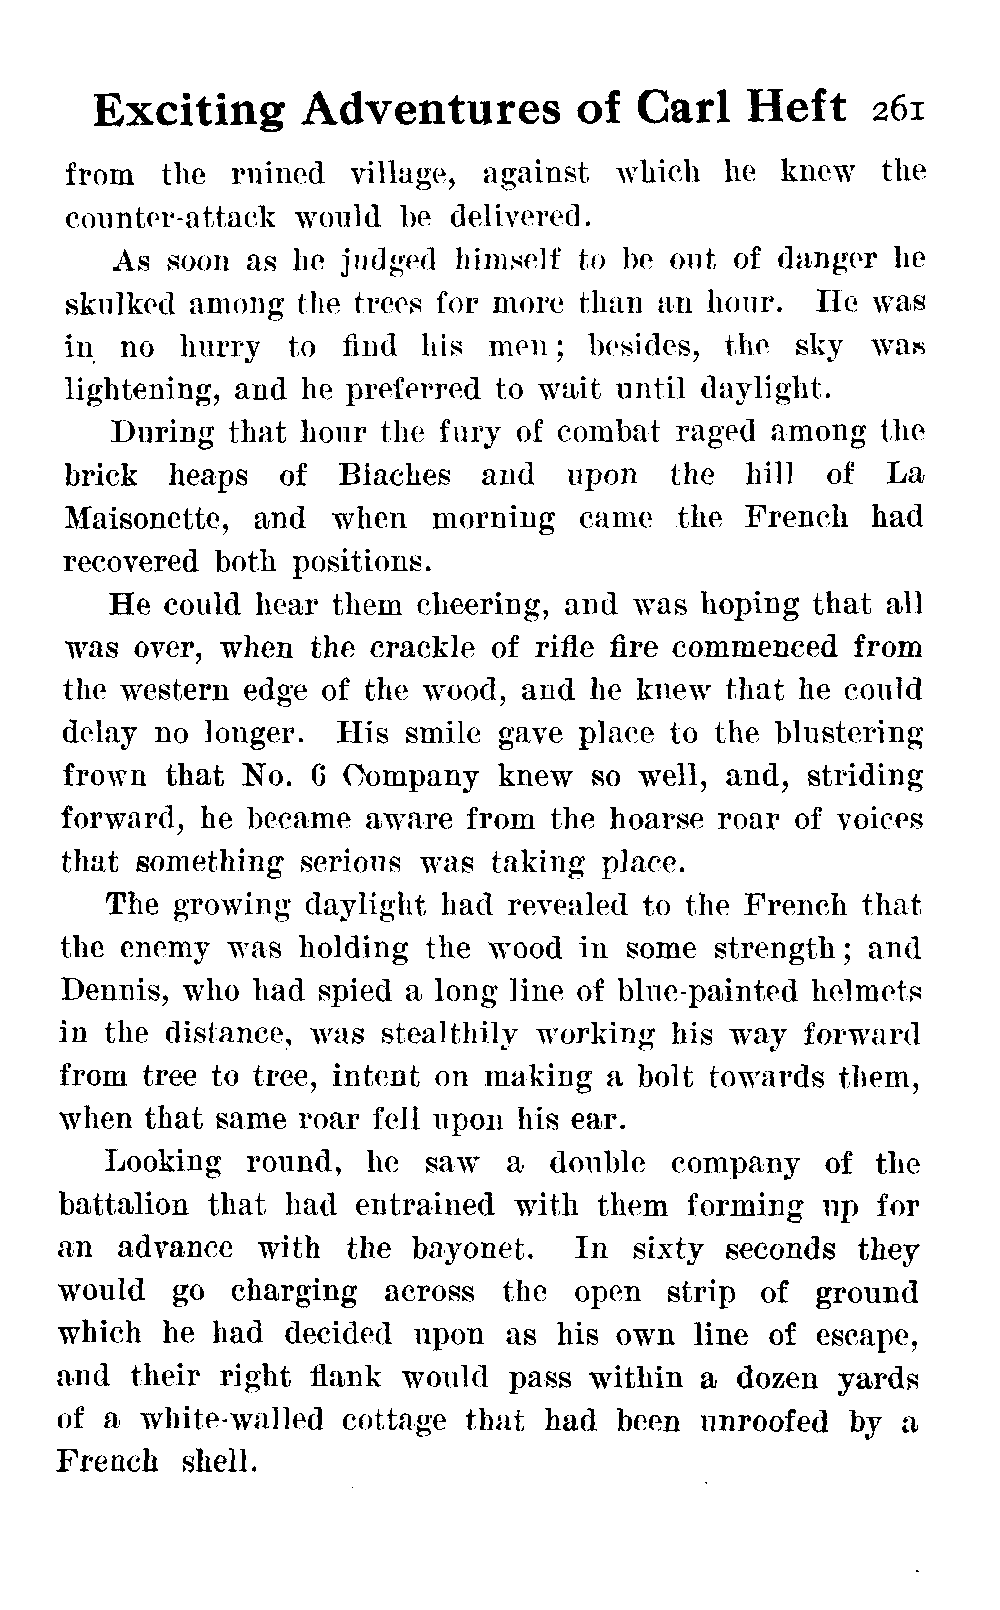 Exciting Adventures of Carl Heft 261
from the ruined village, against which he knew the
counter-attack would be delivered.
As soon as he judged himself to be out of danger he
skulked among the trees for more than an hour. He was
in no hurry to find his men; besides, the sky was
lightening, and he preferred to wait until daylight.
During that hour the fury of combat raged among the
brick heaps of Biaches and upon the hill of La
Maisonette, and when morning came the French had
recovered both positions.
He could hear them cheering, and was hoping that all
was over, when the crackle of rifle fire commenced from
the western edge of the wood, and he knew that he could
delay no longer. His smile gave place to the blustering
frown that No. 6 Company knew so well, and, striding
forward, he became aware from the hoarse roar of voices
that something serious was taking place.
The growing daylight had revealed to the French that
the enemy was holding the wood in some strength; and
Dennis, who had spied a long line of blue-painted helmets
in the distance, was stealthily working his way forward
from tree to tree, intent on making a bolt towards them,
when that same roar fell upon his ear.
Looking round, he saw a double company of the
battalion that had entrained with them forming up for
an advance with the bayonet. In sixty seconds they
would go charging across the open strip of ground
which he had decided upon as his own line of escape,
and their right flank would pass within a dozen yards
of a white-walled cottage that had been unroofed by a
French shell.